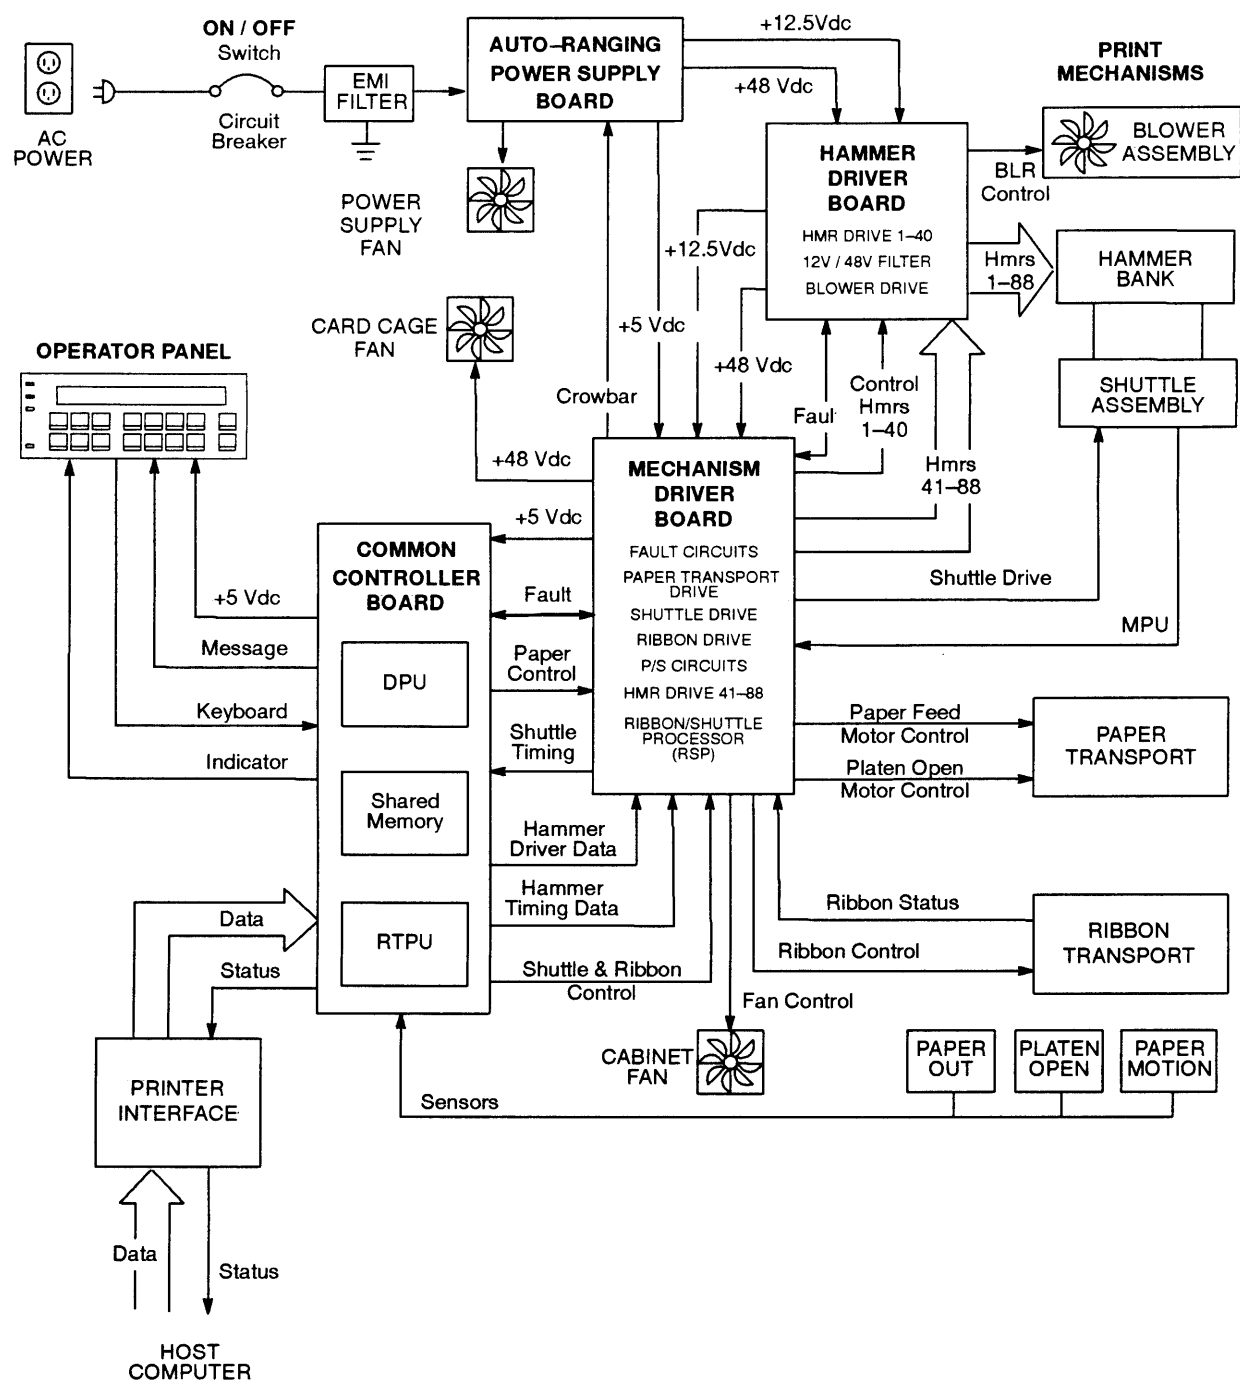 ON / OFF
Switch
Circuit
Breaker
AC
POWER
EMI
FILTER
AUTO–RANGING
POWER SUPPLY
BOARD
+12.5Vdc
+48 Vdc
PRINT
MECHANISMS
BLOWER
ASSEMBLY
BLR
Control
HAMMER
DRIVER
BOARD
HMR DRIVE 1–40
12V / 48V FILTER
BLOWER DRIVE
Hmrs
1–88
HAMMER
BANK
SHUTTLE
ASSEMBLY
POWER
SUPPLY
FAN
+12.5Vdc
+5 Vdc
+48 Vdc
CARD CAGE
FAN
Crowbar
+48 Vdc
Faul
Control
Hmrs
1–40
Hmrs
41–88
OPERATOR PANEL
MECHANISM
DRIVER
BOARD
FAULT CIRCUITS
PAPER TRANSPORT
DRIVE
SHUTTLE DRIVE
RIBBON DRIVE
P/S CIRCUITS
HMR DRIVE 41–88
RIBBON/SHUTTLE
PROCESSOR
(RSP)
Shuttle Drive
MPU
+5 Vdc
Fault
Paper
Control
Shuttle
Timing
Hammer
Driver Data
Hammer
Timing Data
Shuttle & Ribbon
Control
COMMON
CONTROLLER
BOARD
DPU
Shared
Memory
RTPU
+5 Vdc
Message
Keyboard
Indicator
Data
Status
Paper Feed
Motor Control
Platen Open
Motor Control
PAPER
TRANSPORT
Ribbon Status
Ribbon Control
RIBBON
TRANSPORT
Fan Control
CABINET
FAN
PAPER
OUT
PLATEN
OPEN
PAPER
MOTION
Sensors
PRINTER
INTERFACE
Data
Status
HOST
COMPUTER